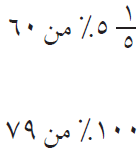 ٥ ١/٥٪ من ٦٠
١٠٠٪ من ٧٩